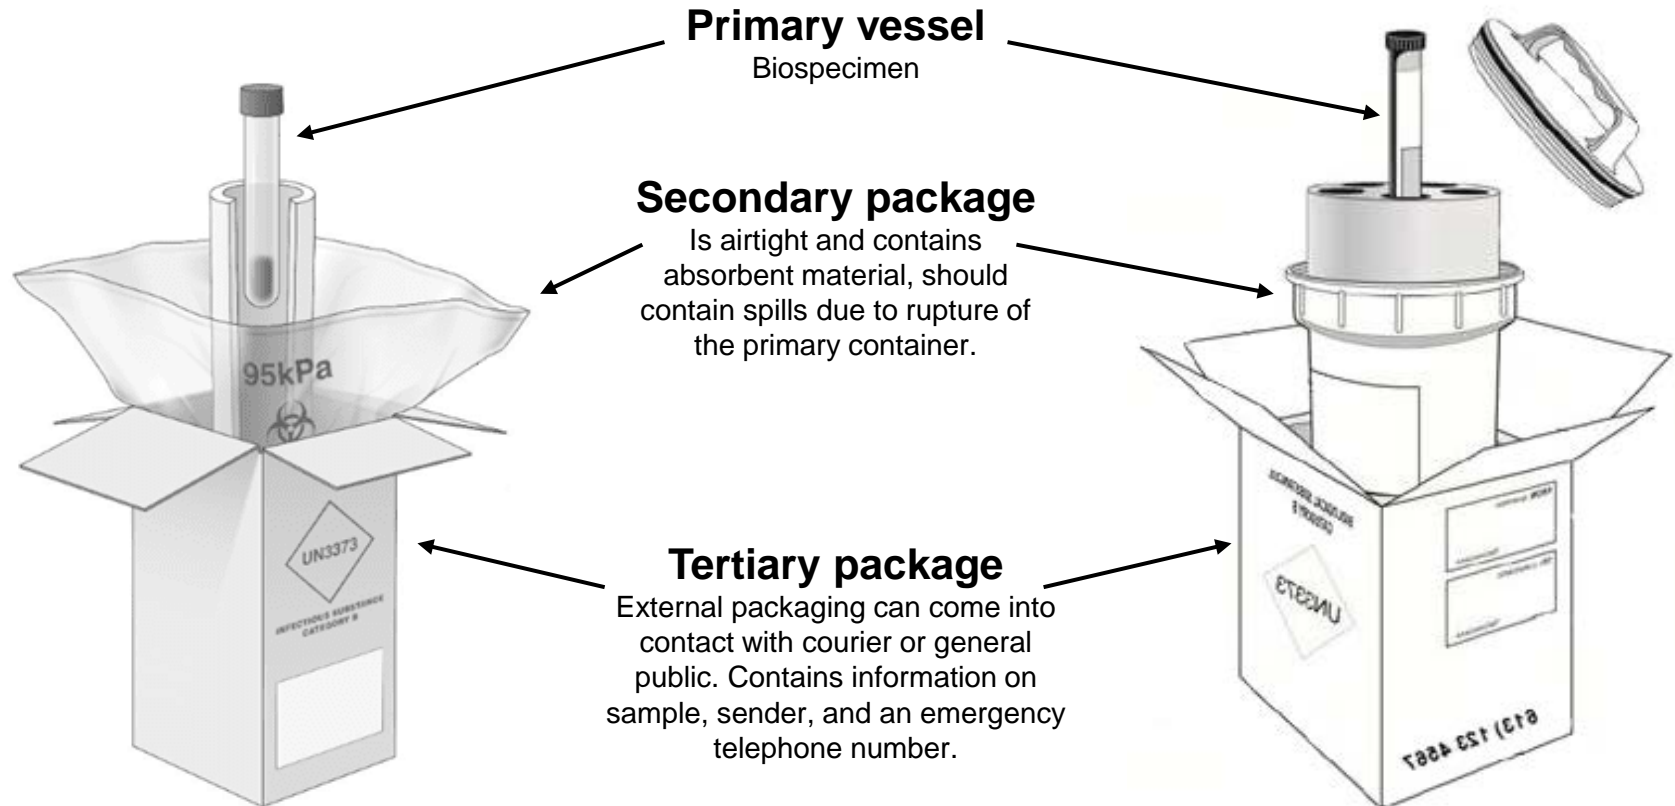 Primary vessel
Biospecimen
Secondary package
Is airtight and contains
absorbent material, should
contain spills due to rupture of
the primary container.
95kPa
Tertiary package
External packaging can come into
contact with courier or general
public. Contains information on
sample, sender, and an emergency
telephone number.
UN3373
INFECTIOUS SUBSTANCE
CATEGORY B
UN3373
613) 123 4567